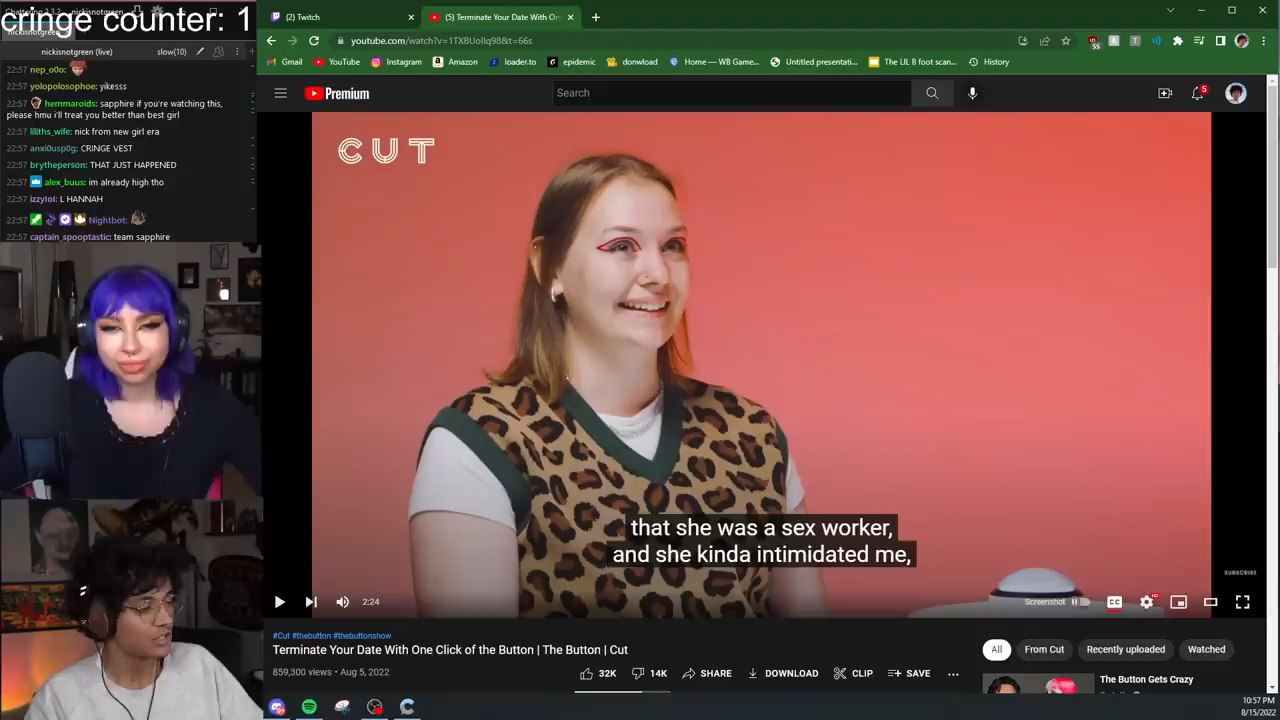 cringe counter: 1
nickisnotgreen
nickisnotgreen (live)
slow(10)
22:57 nep_o0o:
22:57 yolopolosophoe: yikesss
22:57 hemmaroids: sapphire if you're watching this,
please hmu i'll treat you better than best girl
22:57 liliths_wife: nick from new girl era
22:57 anxi0usp0g: CRINGE VEST
22:57 brytheperson: THAT JUST HAPPENED
22:57 alex_buus: im already high tho
22:57 izzylol: L HANNAH
22:57 Nightbot:
22:57 captain_spooptastic: team sapphire
(2) Twitch
(5) Terminate Your Date With On
youtube.com/watch?v=1TXBUoIlq98&t=66s
55
Gmail YouTube Instagram Amazon loader.to epidemic donwload Home — WB Game... Untitled presentati... The LIL B foot scan... History
Premium
Search
5
CUT
that she was a sex worker,
and she kinda intimidated me,
SUBSCRIBE
2:24
Screenshot
CC
HD
#Cut #thebutton #thebuttonshow
Terminate Your Date With One Click of the Button | The Button | Cut
859,300 views • Aug 5, 2022
32K 14K SHARE DOWNLOAD CLIP SAVE ...
All From Cut Recently uploaded Watched
The Button Gets Crazy
10:57 PM
8/15/2022